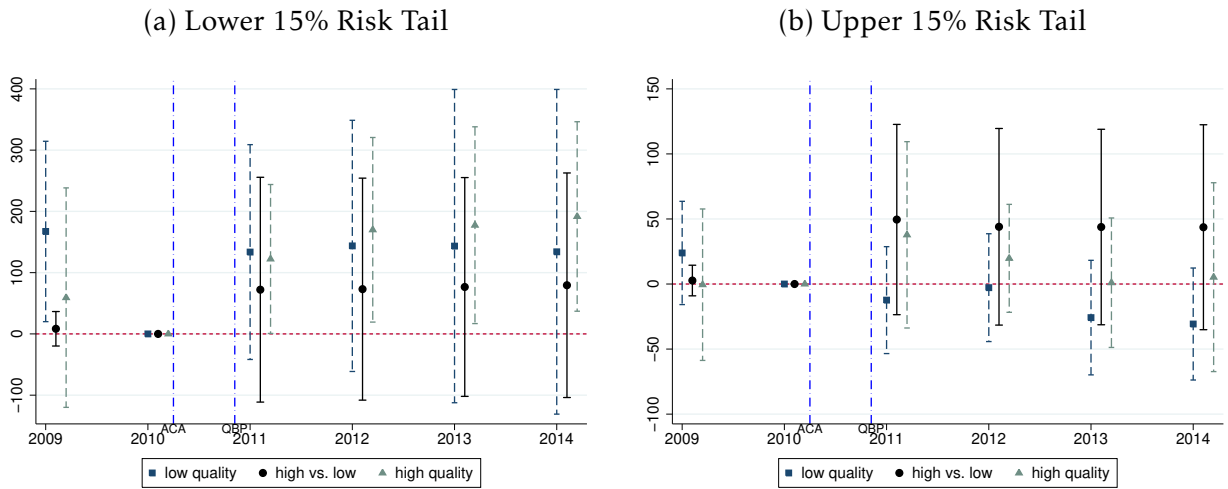 (a) Lower 15% Risk Tail
400
300
200
100
0
−100
2009
2010
ACA
QBP
2011
2012
2013
2014
low quality
high vs. low
high quality
(b) Upper 15% Risk Tail
150
100
50
0
−50
−100
2009
2010
ACA
QBP
2011
2012
2013
2014
low quality
high vs. low
high quality